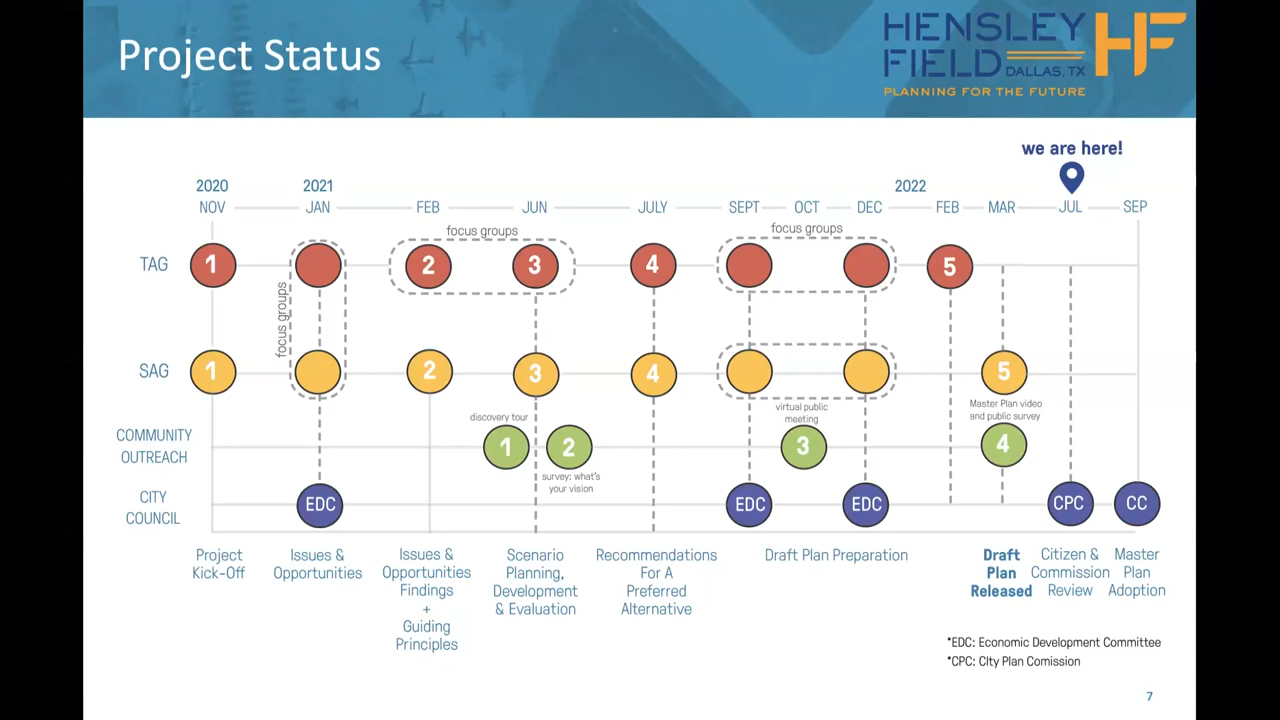 Project Status
HENSLEY
FIELD DALLAS, TX
HF
PLANNING FOR THE FUTURE
we are here!
2020
2021
2022
NOV
JAN
FEB
JUN
JULY
SEPT
OCT
DEC
FEB
MAR
JUL
SEP
focus groups
focus groups
TAG
1
2
3
4
5
focus groups
SAG
1
2
3
4
5
discovery tour
virtual public
meeting
Master Plan video
and public survey
COMMUNITY
OUTREACH
1
2
3
4
survey: what's
your vision
CITY
COUNCIL
EDC
EDC
EDC
CPC
CC
Project
Kick-Off
Issues &
Opportunities
Issues &
Opportunities
Findings
+
Guiding
Principles
Scenario
Planning,
Development
& Evaluation
Recommendations
For A
Preferred
Alternative
Draft Plan Preparation
Draft
Plan
Released
Citizen &
Commission
Review
Master
Plan
Adoption
*EDC: Economic Development Committee
*CPC: CIty Plan Comission
7